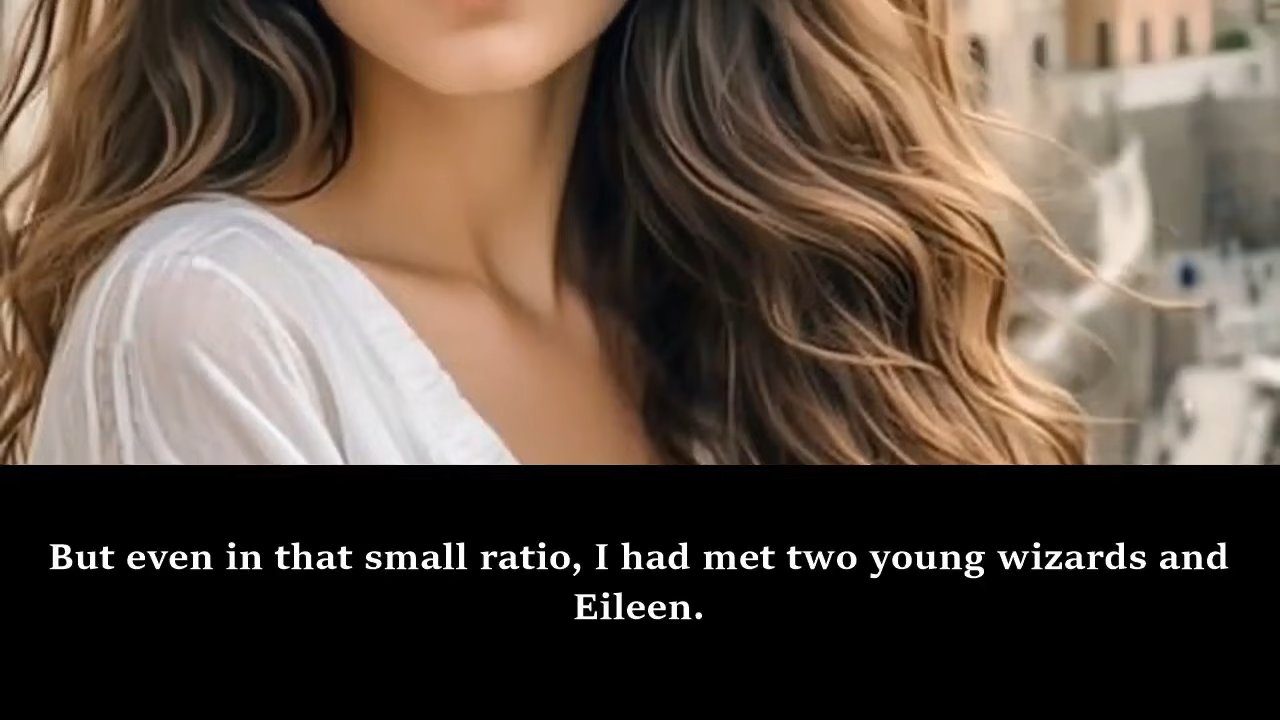 But even in that small ratio, I had met two young wizards and
Eileen.